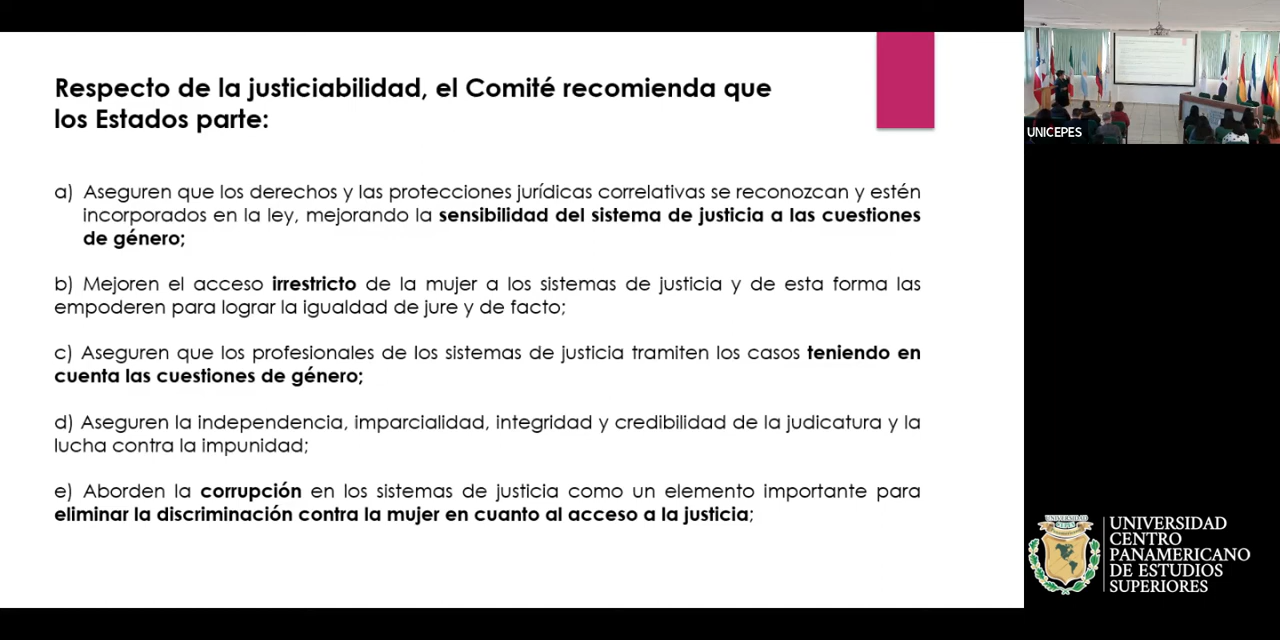 Respecto de la justiciabilidad, el Comité recomienda que
los Estados parte:
a) Aseguren que los derechos y las protecciones jurídicas correlativas se reconozcan y estén
incorporados en la ley, mejorando la sensibilidad del sistema de justicia a las cuestiones
de género;
b) Mejoren el acceso irrestricto de la mujer a los sistemas de justicia y de esta forma las
empoderen para lograr la igualdad de jure y de facto;
c) Aseguren que los profesionales de los sistemas de justicia tramiten los casos teniendo en
cuenta las cuestiones de género;
d) Aseguren la independencia, imparcialidad, integridad y credibilidad de la judicatura y la
lucha contra la impunidad;
e) Aborden la corrupción en los sistemas de justicia como un elemento importante para
eliminar la discriminación contra la mujer en cuanto al acceso a la justicia;
UNICEPES
UNIVERSIDAD
CENTRO
PANAMERICANO
DE ESTUDIOS
SUPERIORES